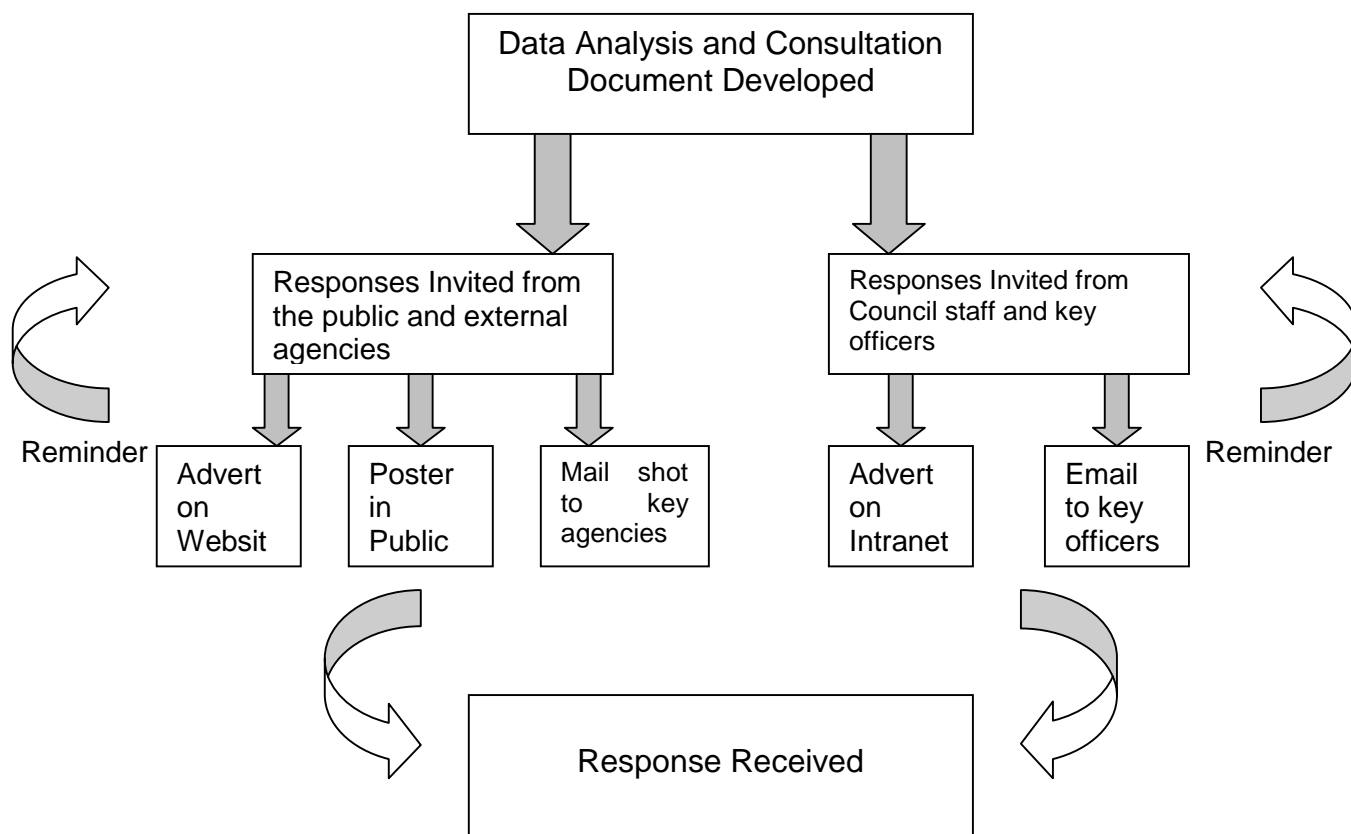 Data Analysis and Consultation
Document Developed
Responses Invited from
the public and external
agencies
Responses Invited from
Council staff and key
officers
Reminder
Reminder
Advert
on
Websit
Poster
in
Public
Mail shot
to key
agencies
Advert
on
Intranet
Email
to key
officers
Response Received